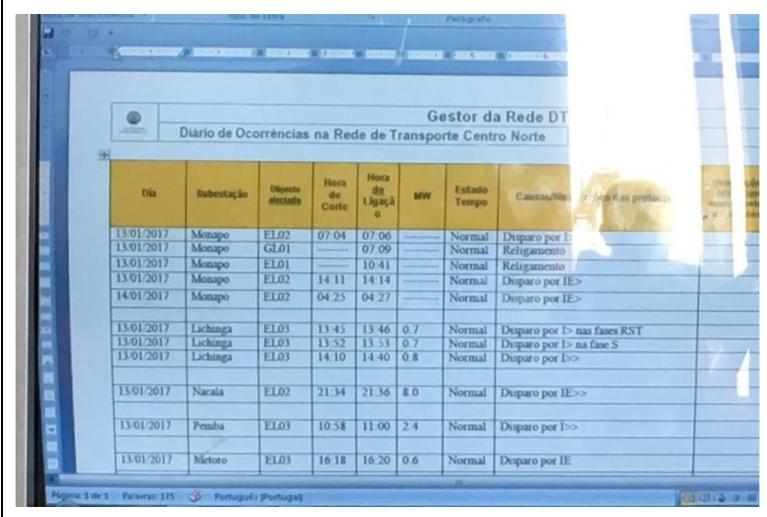 Tipo de Letra Parágrafo
Gestor da Rede DT
Diário de Ocorrências na Rede de Transporte Centro Norte
Dia Subestação Objecto afectado Hora de Corte Hora de Ligação MW Estado Tempo
13/01/2017 Monapo EL02 07:04 07:06 ——— Normal Disparo por
13/01/2017 Monapo GL01 ——— 07:09 ——— Normal Religamento
13/01/2017 Monapo EL01 ——— 10:41 ——— Normal Religamento
13/01/2017 Monapo EL02 14:11 14:14 ——— Normal Disparo por IE>
14/01/2017 Monapo EL02 04:25 04:27 ——— Normal Disparo por IE>
13/01/2017 Lichinga EL03 13:45 13:46 0.7 Normal Disparo por I> nas fases RST
13/01/2017 Lichinga EL03 13:52 13:53 0.7 Normal Disparo por I> na fase S
13/01/2017 Lichinga EL03 14:10 14:40 0.8 Normal Disparo por I>>
13/01/2017 Nacala EL02 21:34 21:36 8.0 Normal Disparo por IE>>
13/01/2017 Pemba EL03 10:58 11:00 2.4 Normal Disparo por I>>
13/01/2017 Metoro EL03 16:18 16:20 0.6 Normal Disparo por IE
Página: 1 de 1 Palavras: 175 Português (Portugal)